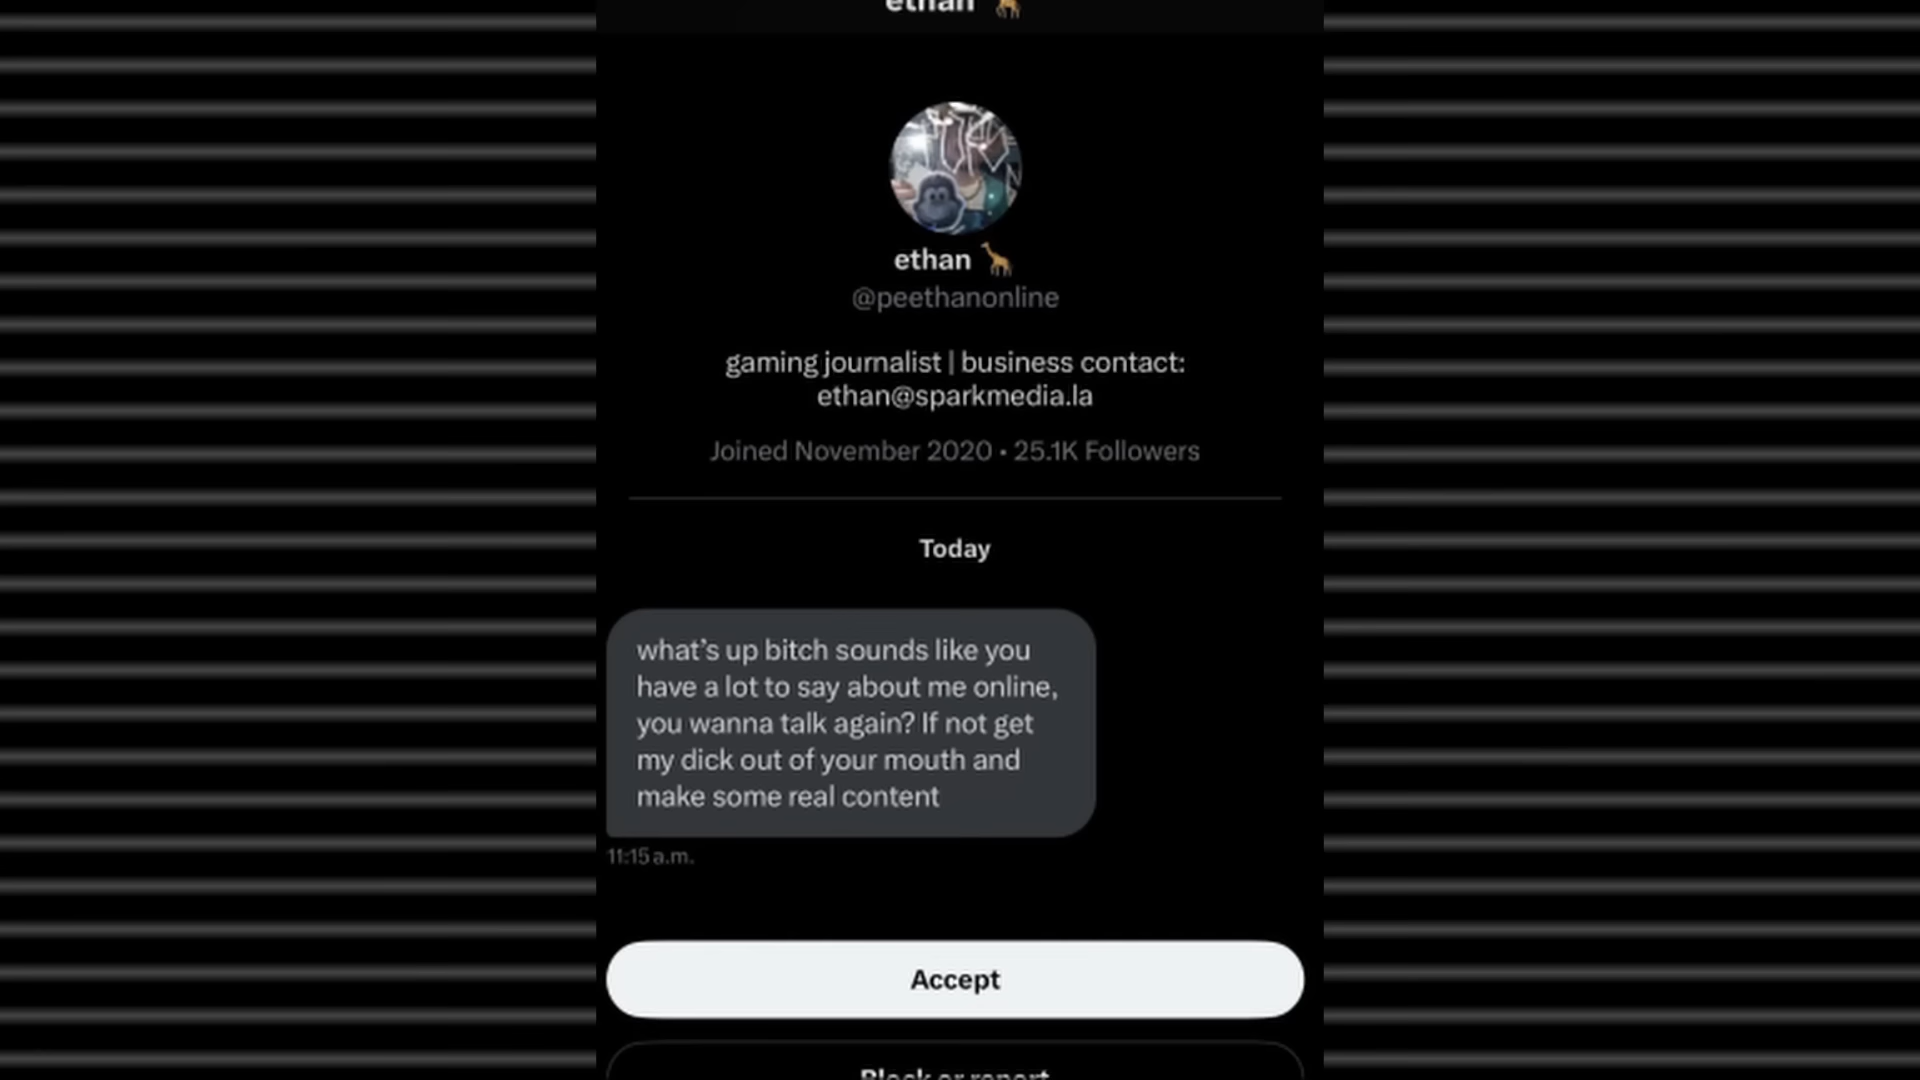 ethan 🦒
ethan 🦒
@peethanonline
gaming journalist | business contact:
ethan@sparkmedia.la
Joined November 2020 • 25.1K Followers
Today
what's up bitch sounds like you
have a lot to say about me online,
you wanna talk again? If not get
my dick out of your mouth and
make some real content
11:15 a.m.
Accept
Block or report